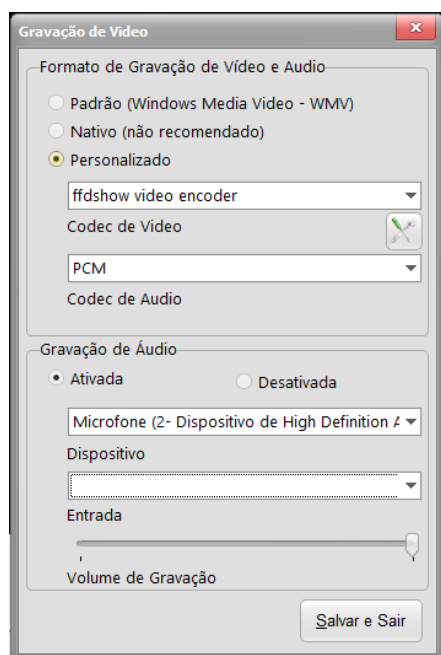 Gravação de Video
Formato de Gravação de Vídeo e Audio
Padrão (Windows Media Video - WMV)
Nativo (não recomendado)
Personalizado
ffdshow video encoder
Codec de Video
PCM
Codec de Audio
Gravação de Áudio
Ativada Desativada
Microfone (2- Dispositivo de High Definition A
Dispositivo
Entrada
Volume de Gravação
Salvar e Sair